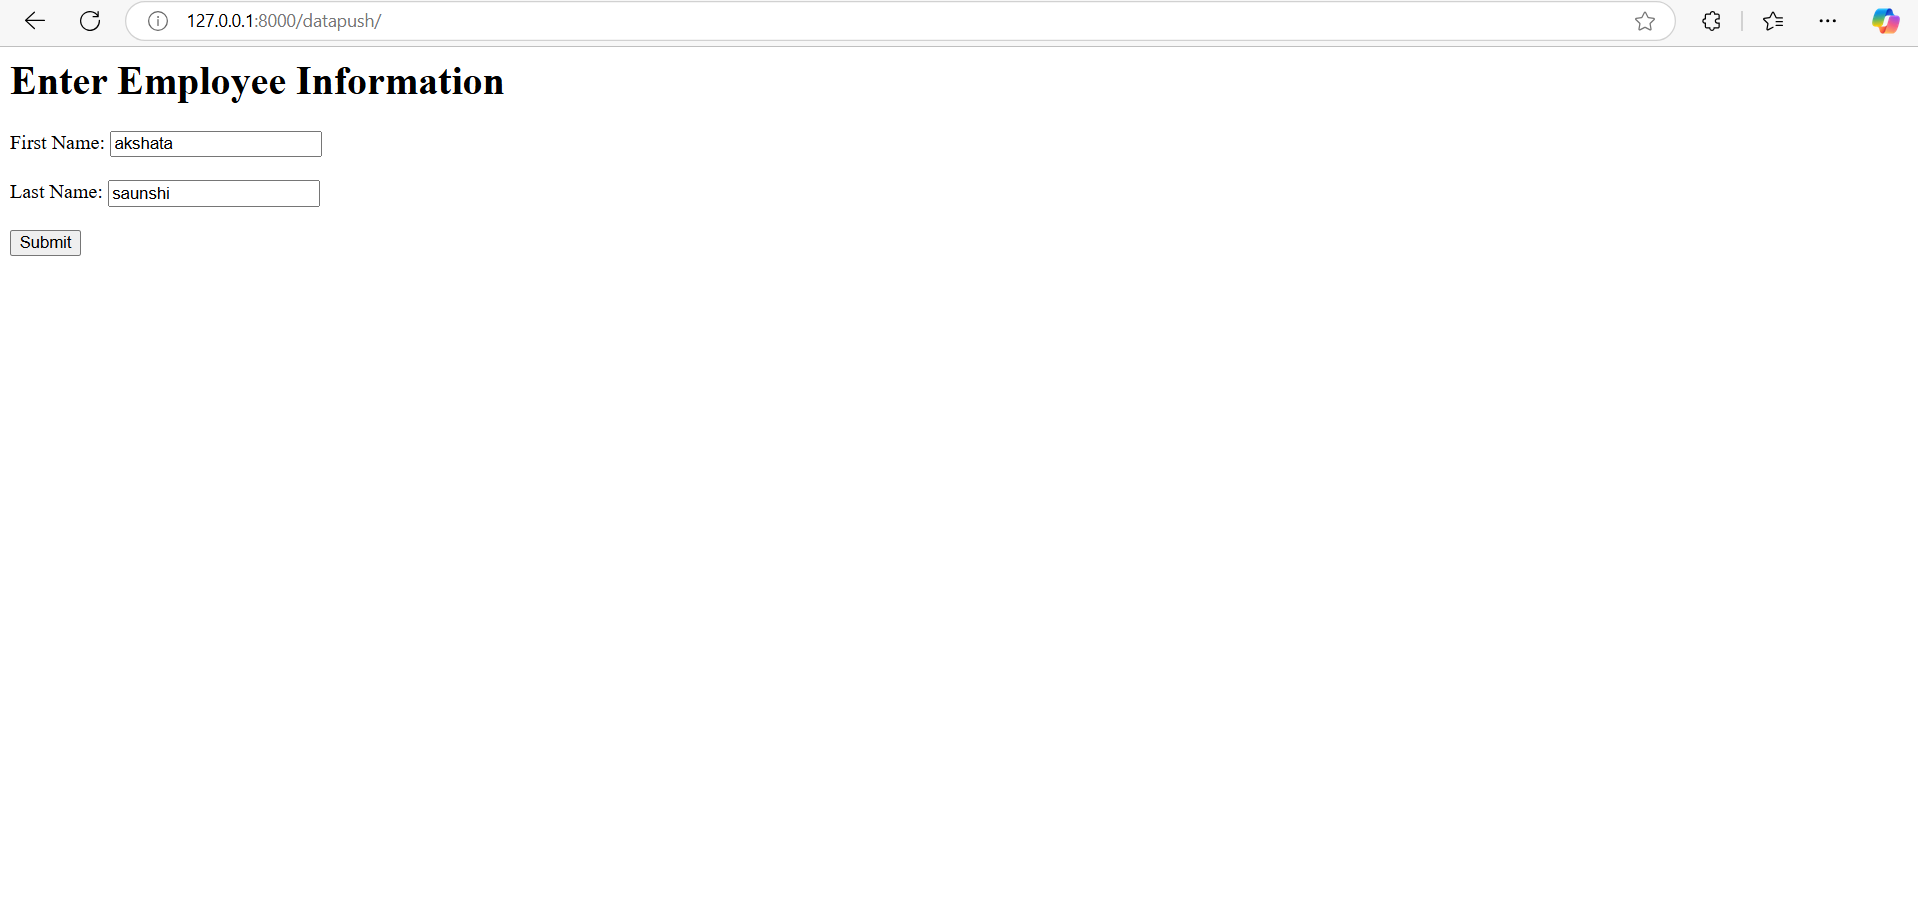 127.0.0.1:8000/datapush/
Enter Employee Information
First Name: akshata
Last Name: saunshi
Submit